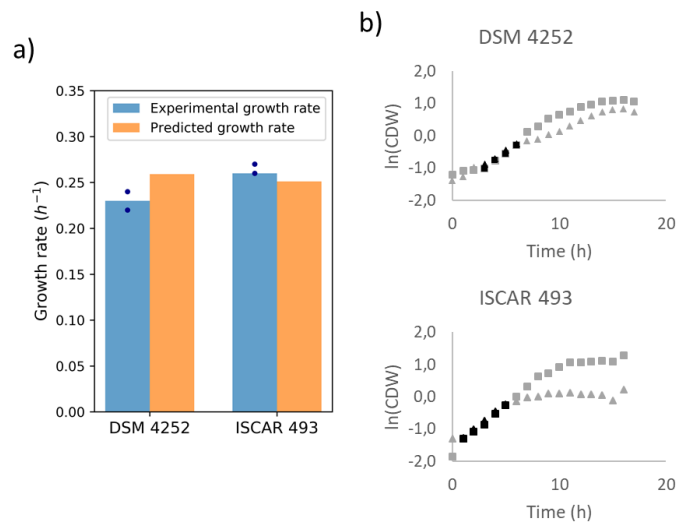 a)
Experimental growth rate
Predicted growth rate
Growth rate (h⁻¹)
0.35
0.30
0.25
0.20
0.15
0.10
0.05
0.00
DSM 4252
ISCAR 493
b)
DSM 4252
ln(CDW)
2,0
1,0
0,0
-1,0
-2,0
0
10
20
Time (h)
ISCAR 493
ln(CDW)
2,0
1,0
0,0
-1,0
-2,0
0
10
20
Time (h)